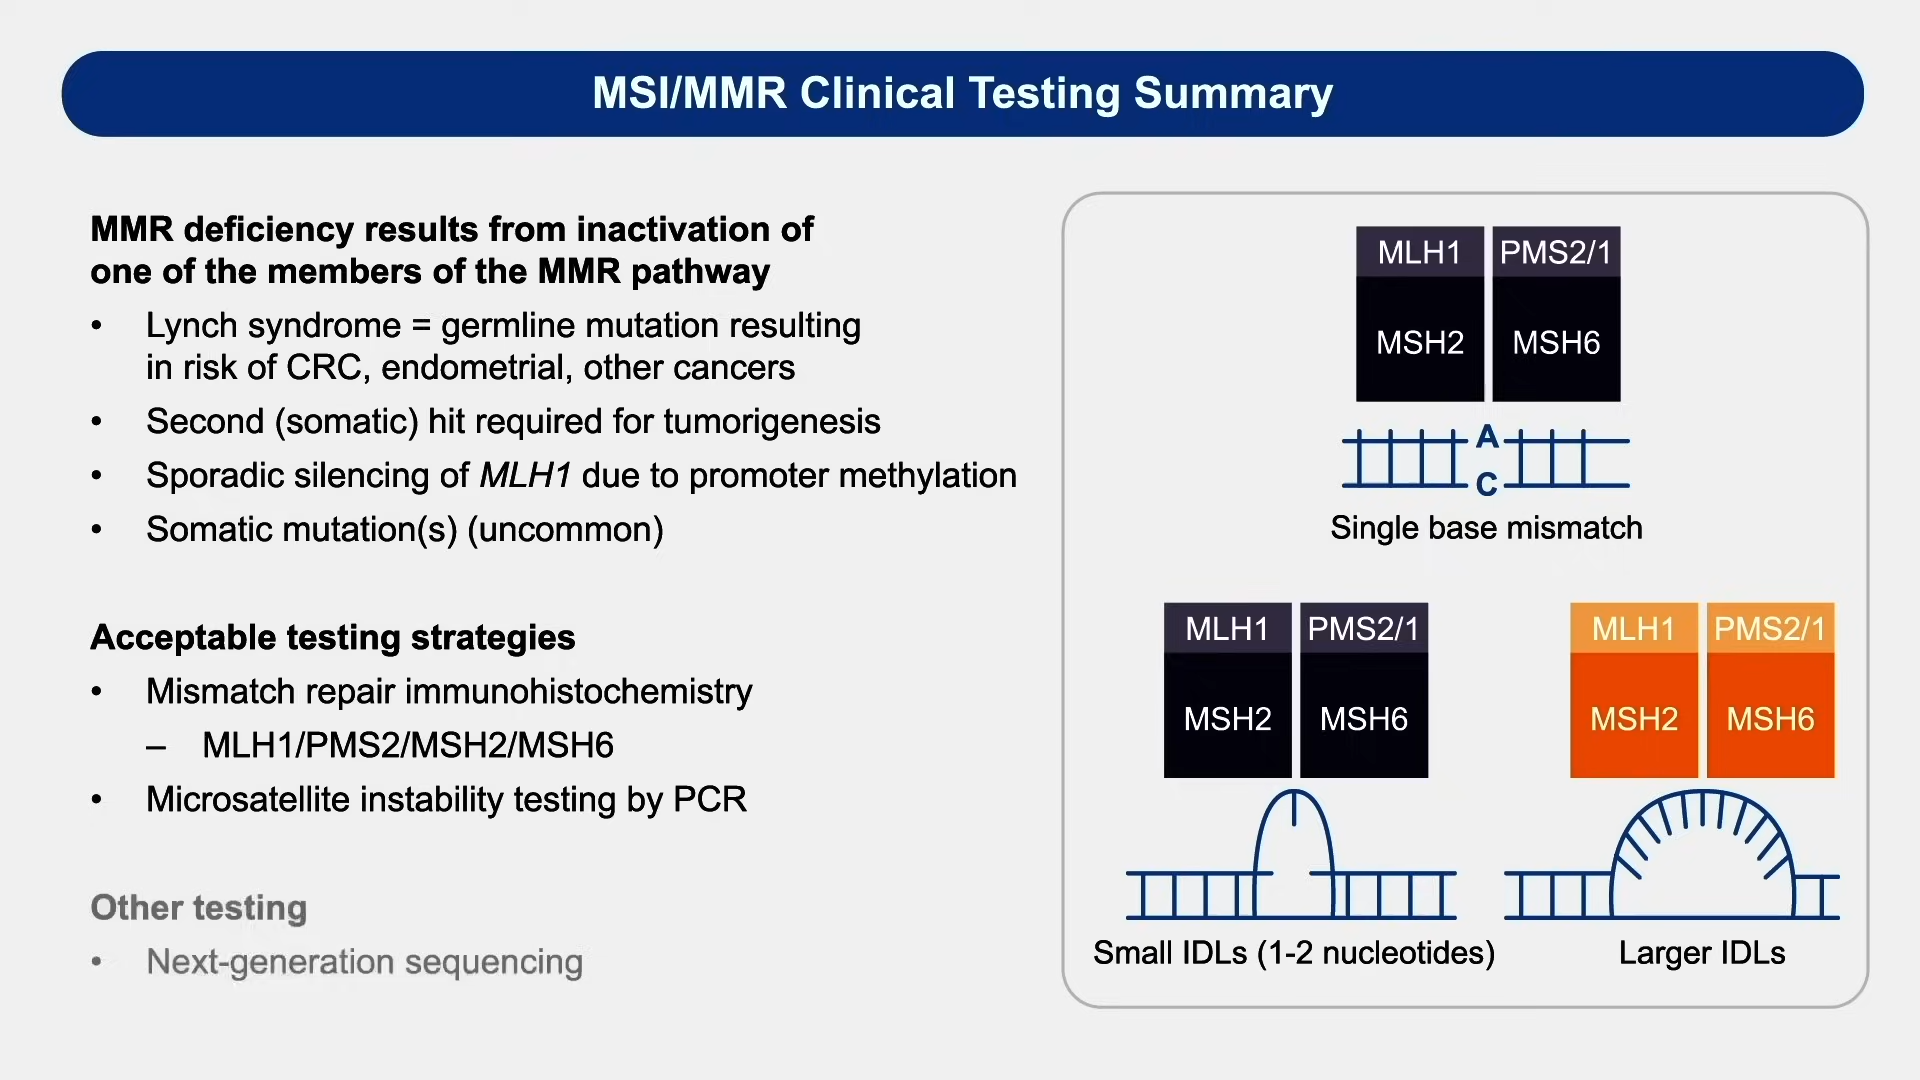 MSI/MMR Clinical Testing Summary
MMR deficiency results from inactivation of
one of the members of the MMR pathway
• Lynch syndrome = germline mutation resulting
in risk of CRC, endometrial, other cancers
• Second (somatic) hit required for tumorigenesis
• Sporadic silencing of MLH1 due to promoter methylation
• Somatic mutation(s) (uncommon)
Acceptable testing strategies
• Mismatch repair immunohistochemistry
– MLH1/PMS2/MSH2/MSH6
• Microsatellite instability testing by PCR
Other testing
• Next-generation sequencing
MLH1 PMS2/1
MSH2 MSH6
A
C
Single base mismatch
MLH1 PMS2/1
MSH2 MSH6
Small IDLs (1-2 nucleotides)
MLH1 PMS2/1
MSH2 MSH6
Larger IDLs